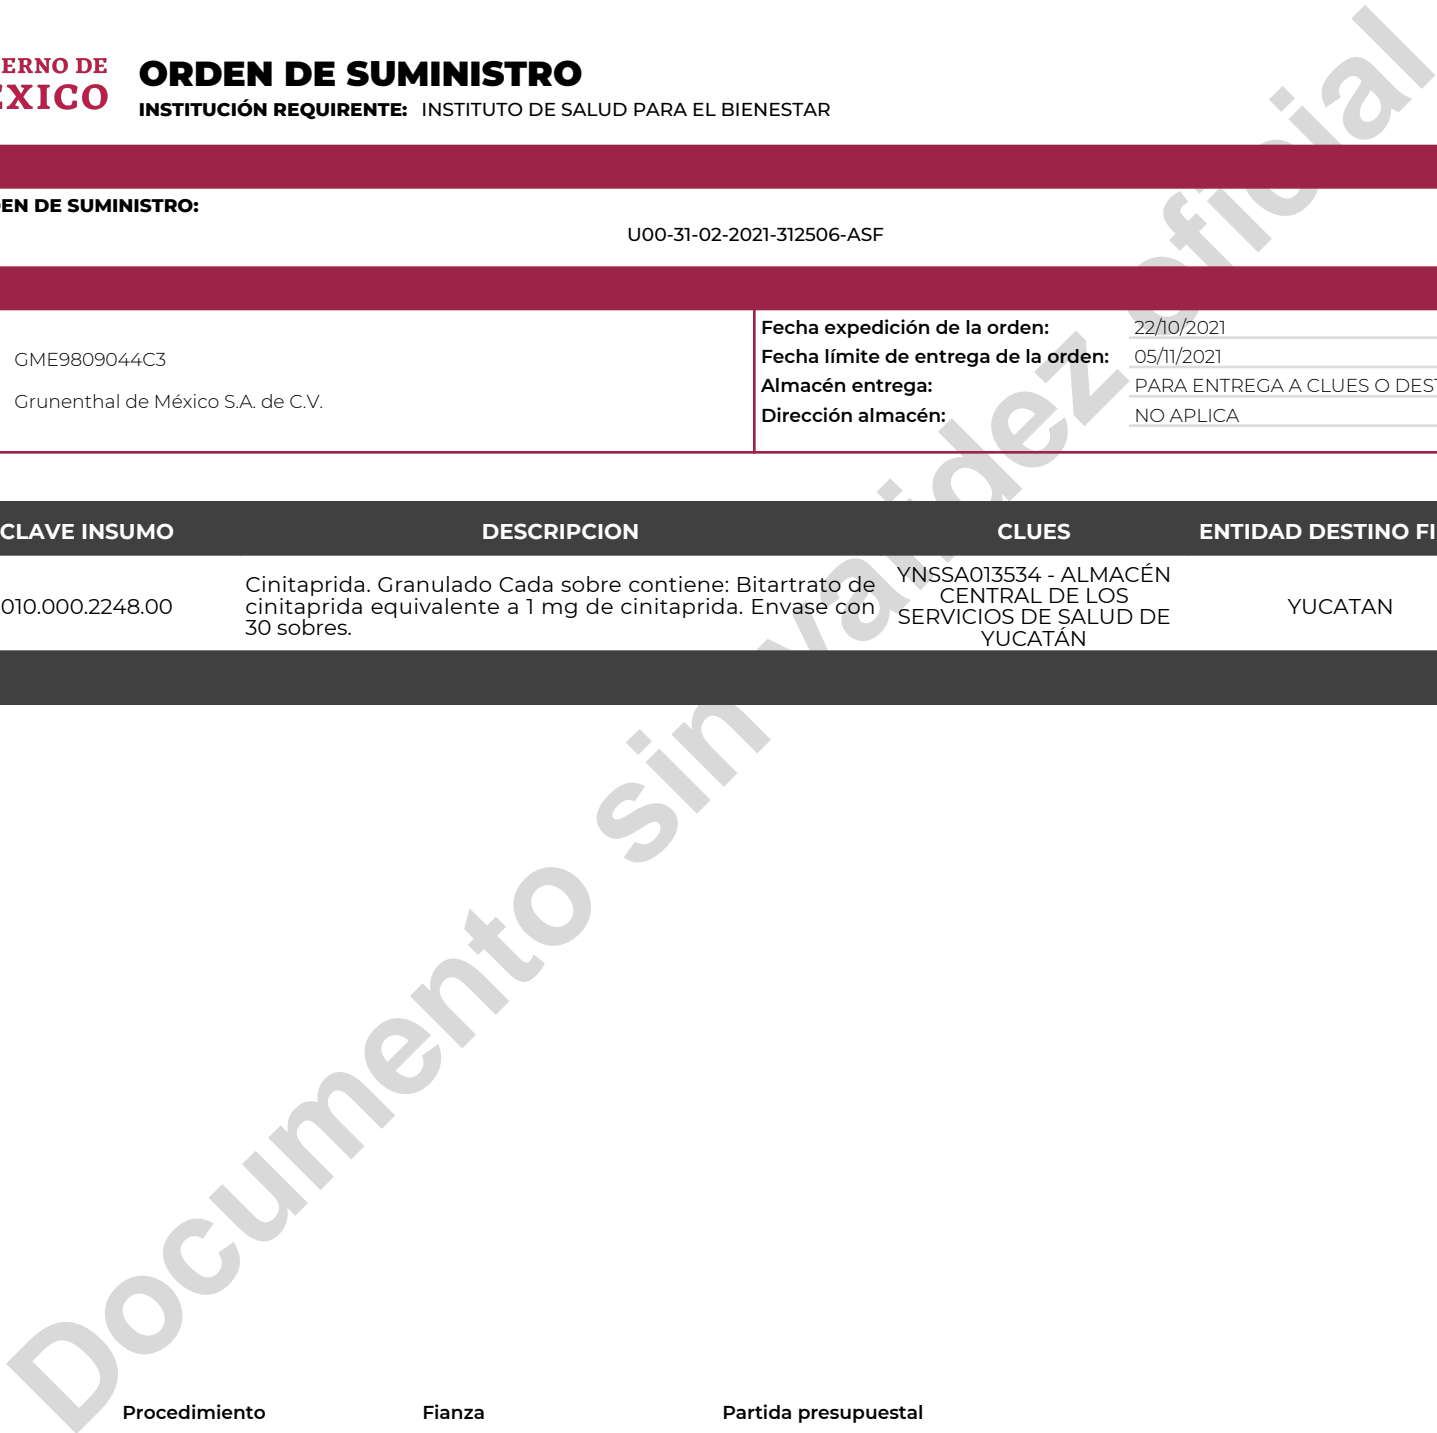 ERNO DE
ÉXICO
ORDEN DE SUMINISTRO
INSTITUCIÓN REQUIRENTE: INSTITUTO DE SALUD PARA EL BIENESTAR
EN DE SUMINISTRO:
U00-31-02-2021-312506-ASF
GME9809044C3
Grunenthal de México S.A. de C.V.
Fecha expedición de la orden: 22/10/2021
Fecha límite de entrega de la orden: 05/11/2021
Almacén entrega: PARA ENTREGA A CLUES O DEST
Dirección almacén: NO APLICA
CLAVE INSUMO DESCRIPCION CLUES ENTIDAD DESTINO FI
010.000.2248.00
Cinitaprida. Granulado Cada sobre contiene: Bitartrato de
cinitaprida equivalente a 1 mg de cinitaprida. Envase con
30 sobres.
YNSSA013534 - ALMACÉN
CENTRAL DE LOS
SERVICIOS DE SALUD DE
YUCATÁN
YUCATAN
Documento sin validez oficial
Procedimiento Fianza Partida presupuestal